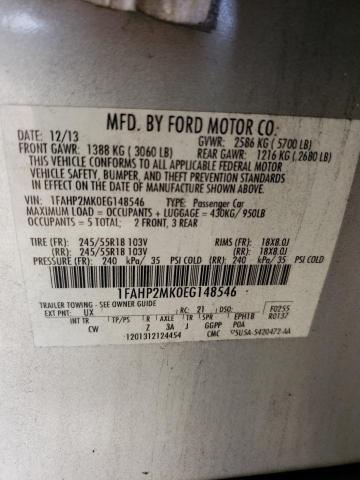 MFD. BY FORD MOTOR CO.
12/13 GVWR: 2586 KG ( 5700 LB)
FRONT GAWR: 1388 KG ( 3060 LB) REAR GAWR: 1216 KG ( 2680 LB)
THIS VEHICLE CONFORMS TO ALL APPLICABLE FEDERAL MOTOR
VEHICLE SAFETY, BUMPER, AND THEFT PREVENTION STANDARDS
IN EFFECT ON THE DATE OF MANUFACTURE SHOWN ABOVE.
VIN: 1FAHP2MK0EG148546 TYPE: Passenger Car
MAXIMUM LOAD = OCCUPANTS + LUGGAGE = 430KG/ 950LB
OCCUPANTS = 5 TOTAL; 2 FRONT, 3 REAR
TIRE (FR): 245/55R18 103V RIMS (FR): 18X8.0J
(RR): 245/55R18 103V (RR): 18X8.0J
PRESSURE (FR): 240 kPa/ 35 PSI COLD (RR): 240 kPa/ 35 PSI COLD
1FAHP2MK0EG148546
TRAILER TOWING - SEE OWNER GUIDE F0255
EXT PNT: UX RC: 21 DSO: R0137
INT TR TP/PS R AXLE TR SPR EPH18
CW Z 3A J GGPP POA
1201312124454 CMC 5U5A-5420472-AA